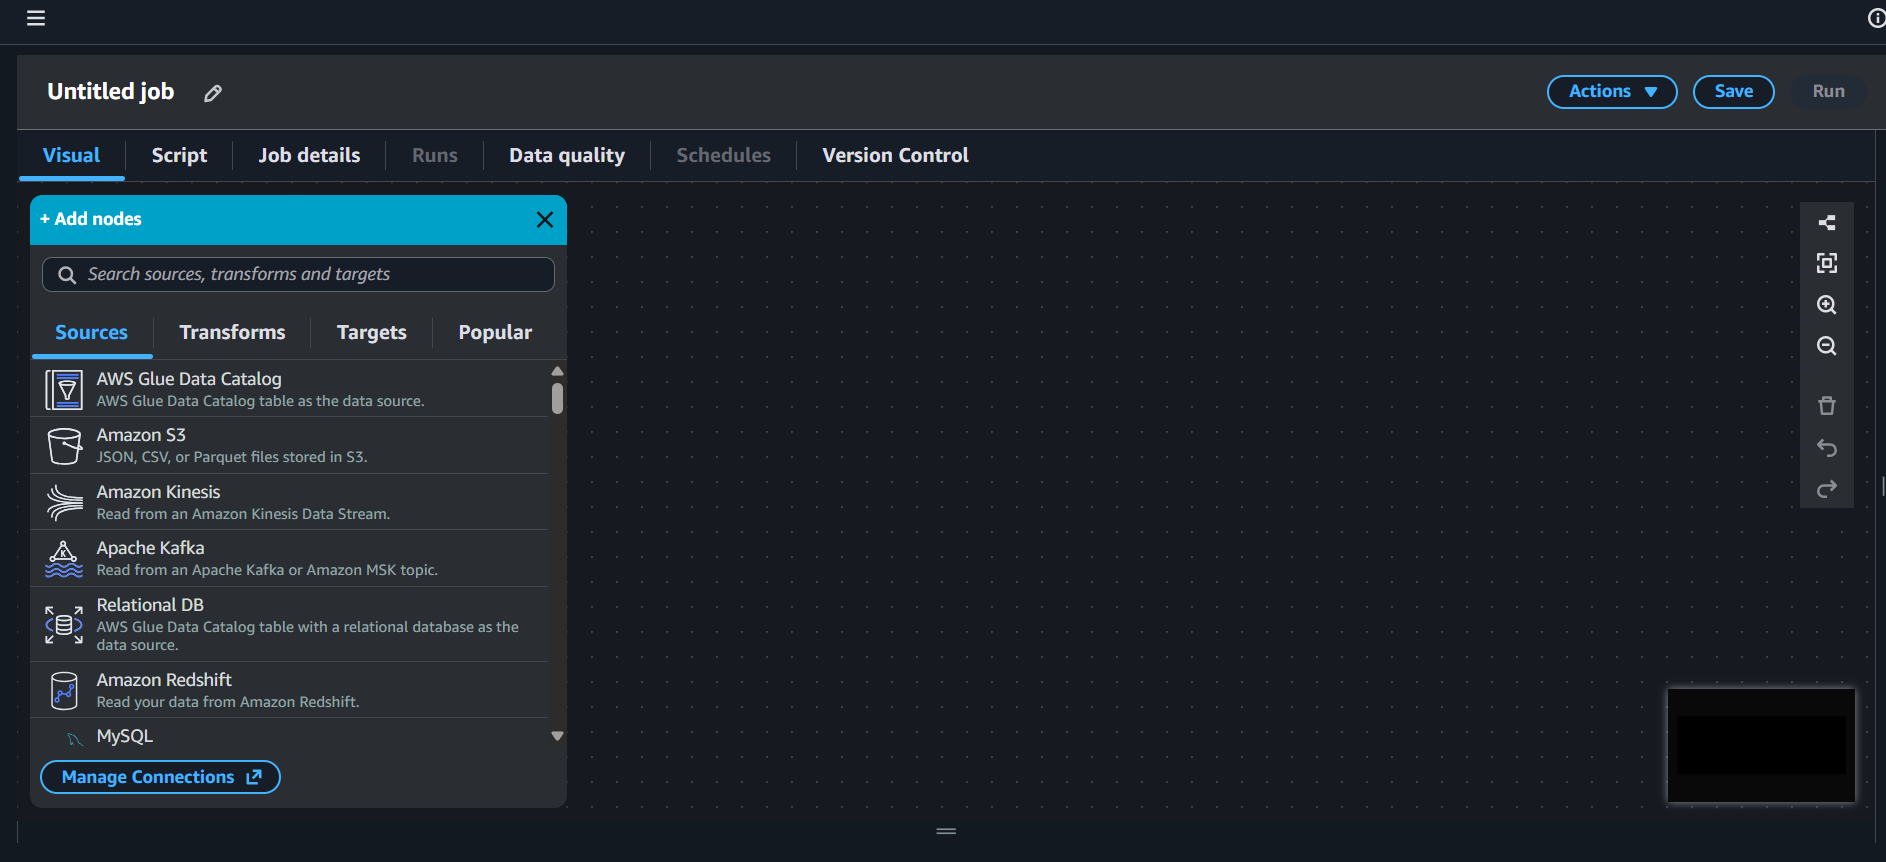 Untitled job
Actions
Save
Run
Visual
Script
Job details
Runs
Data quality
Schedules
Version Control
+ Add nodes
Search sources, transforms and targets
Sources
Transforms
Targets
Popular
AWS Glue Data Catalog
AWS Glue Data Catalog table as the data source.
Amazon S3
JSON, CSV, or Parquet files stored in S3.
Amazon Kinesis
Read from an Amazon Kinesis Data Stream.
Apache Kafka
Read from an Apache Kafka or Amazon MSK topic.
Relational DB
AWS Glue Data Catalog table with a relational database as the
data source.
Amazon Redshift
Read your data from Amazon Redshift.
MySQL
Manage Connections